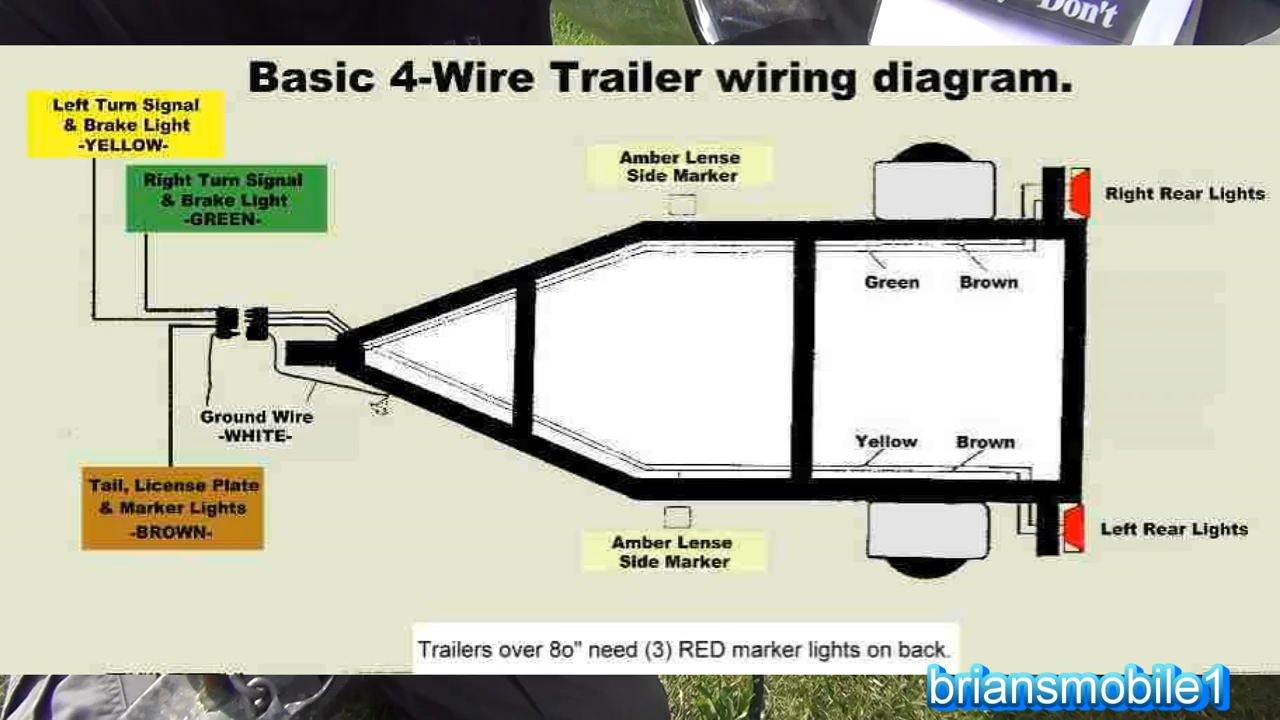 Don't
Basic 4-Wire Trailer wiring diagram.
Left Turn Signal
& Brake Light
-YELLOW-
Right Turn Signal
& Brake Light
-GREEN-
Amber Lense
Side Marker
Right Rear Lights
Green
Brown
Ground Wire
-WHITE-
Yellow
Brown
Tail, License Plate
& Marker Lights
-BROWN-
Left Rear Lights
Amber Lense
Side Marker
Trailers over 8o" need (3) RED marker lights on back.
briansmobile1